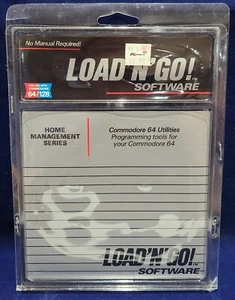 No Manual Required!
LOAD'N'GO!
SOFTWARE
64/128
HOME
MANAGEMENT
SERIES
Commodore 64 Utilities
Programming tools for
your Commodore 64
LOAD'N'GO!
SOFTWARE